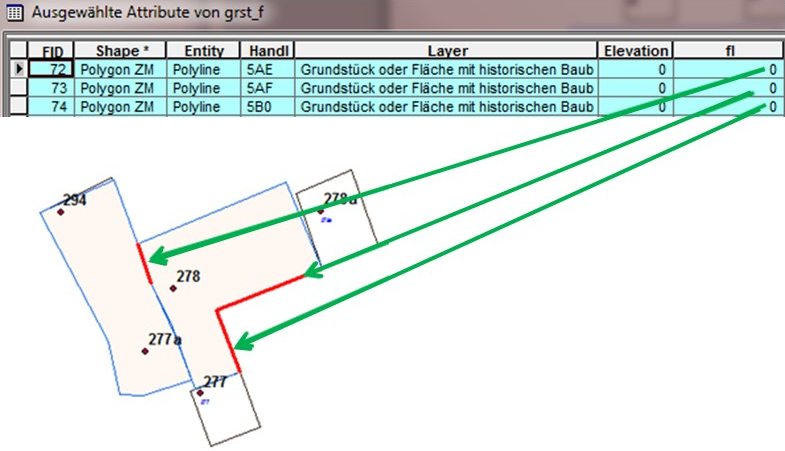 Ausgewählte Attribute von grst_f
FID Shape * Entity Handl Layer Elevation fl
72 Polygon ZM Polyline 5AE Grundstück oder Fläche mit historischen Baub 0 0
73 Polygon ZM Polyline 5AF Grundstück oder Fläche mit historischen Baub 0 0
74 Polygon ZM Polyline 5B0 Grundstück oder Fläche mit historischen Baub 0 0
294
278a
278
277a
277